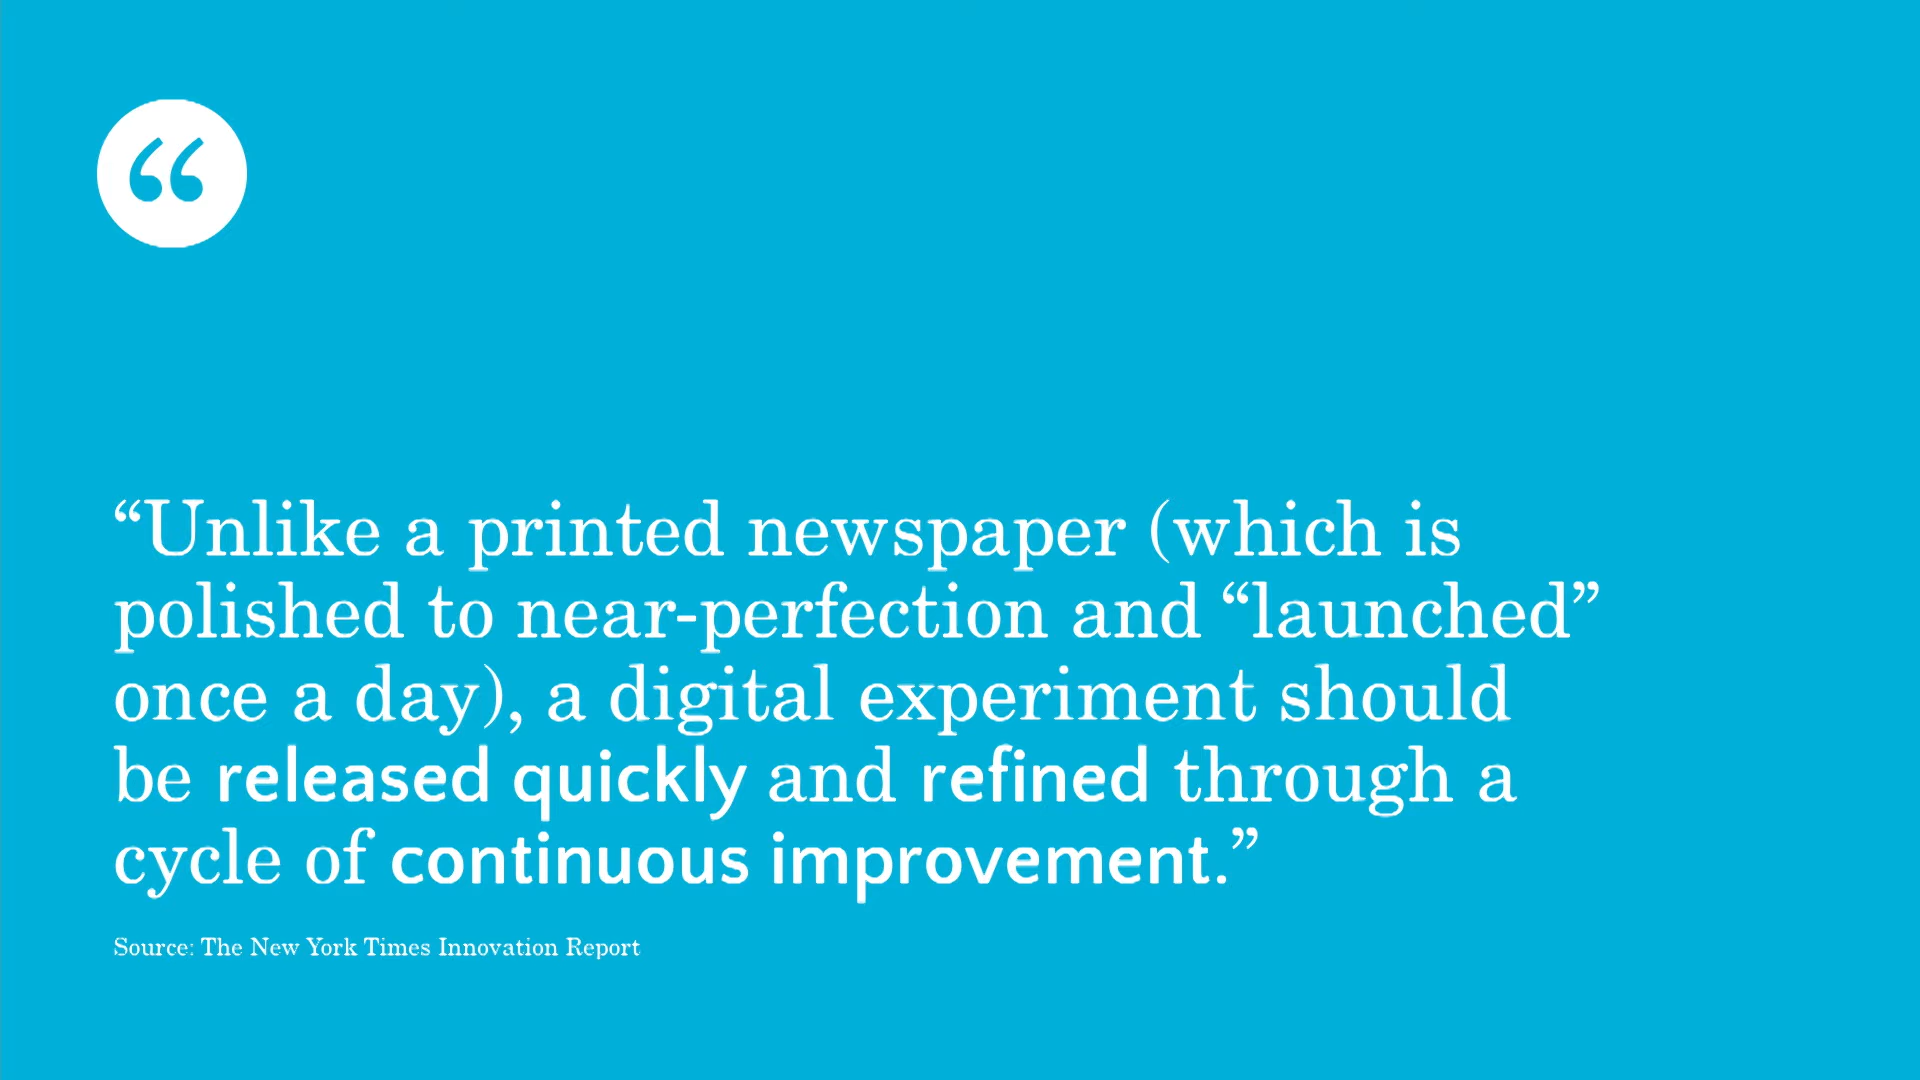 “
“Unlike a printed newspaper (which is
polished to near-perfection and “launched”
once a day), a digital experiment should
be released quickly and refined through a
cycle of continuous improvement.”
Source: The New York Times Innovation Report